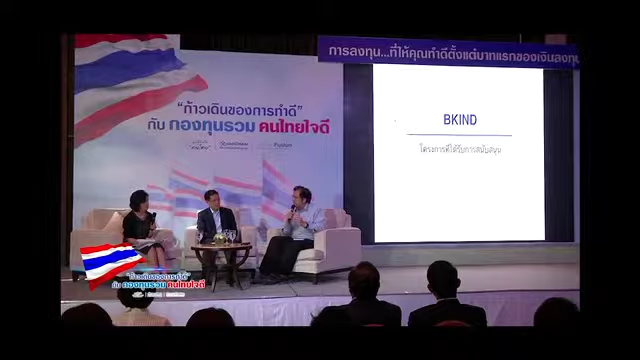 การลงทุน...ที่ให้คุณทำดีตั้งแต่บาทแรกของเงินลงทุน
"ก้าวเดินของการทำดี"
กับ กองทุนรวม คนไทยใจดี
BKIND
โครงการที่ได้รับการสนับสนุน
"ก้าวเดินของการทำดี"
กับ กองทุนรวม คนไทยใจดี